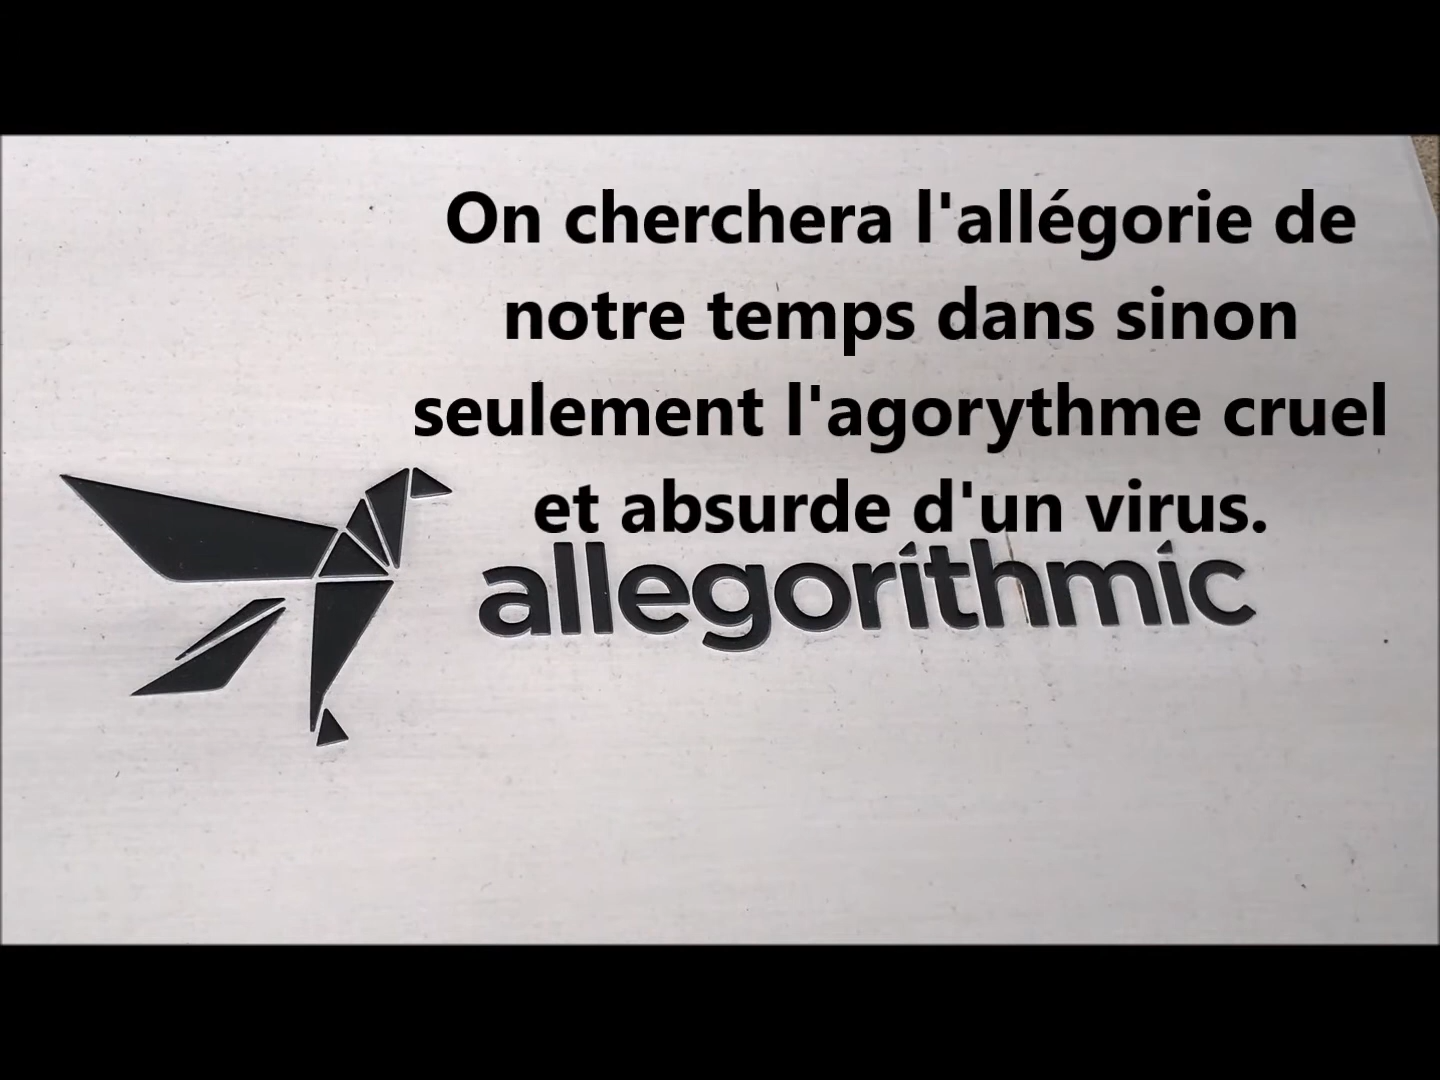 On cherchera l'allégorie de
notre temps dans sinon
seulement l'agorythme cruel
et absurde d'un virus.
allegorithmic